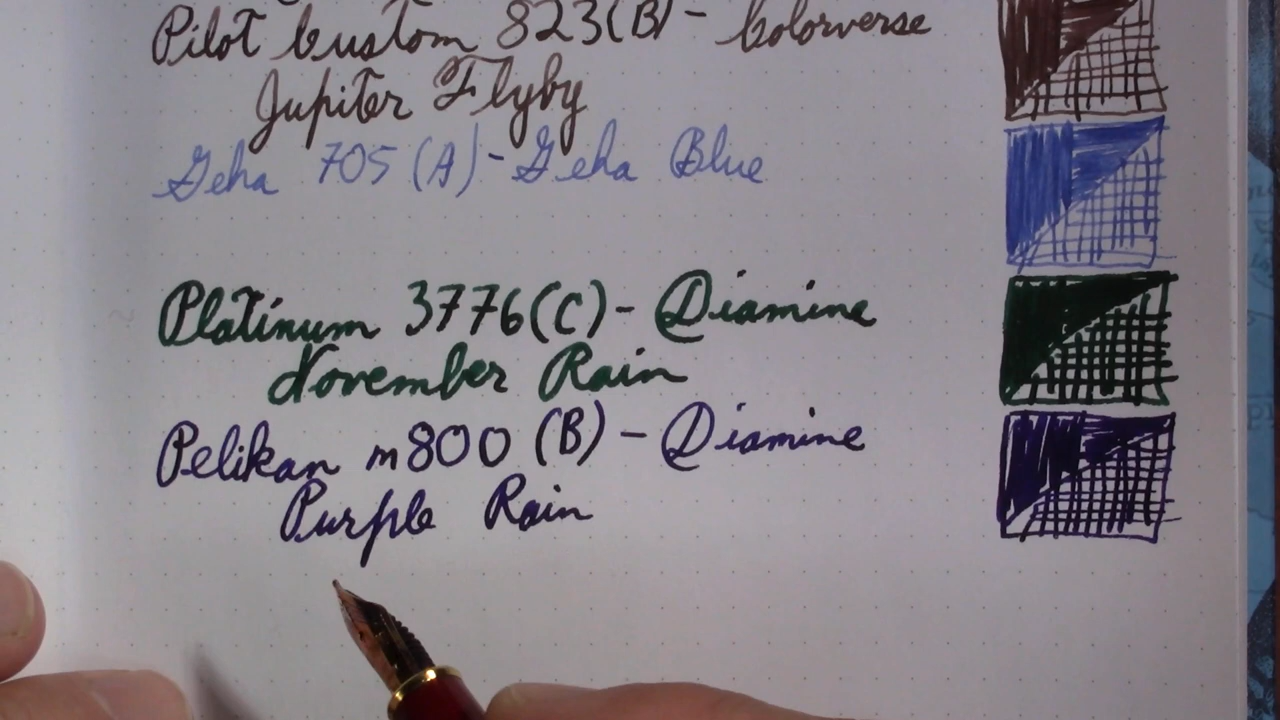 Pilot Custom 823(B) - Colorverse
Jupiter Flyby
Geha 705 (A) - Geha Blue
Platinum 3776 (C) - Diamine
November Rain
Pelikan m800 (B) - Diamine
Purple Rain